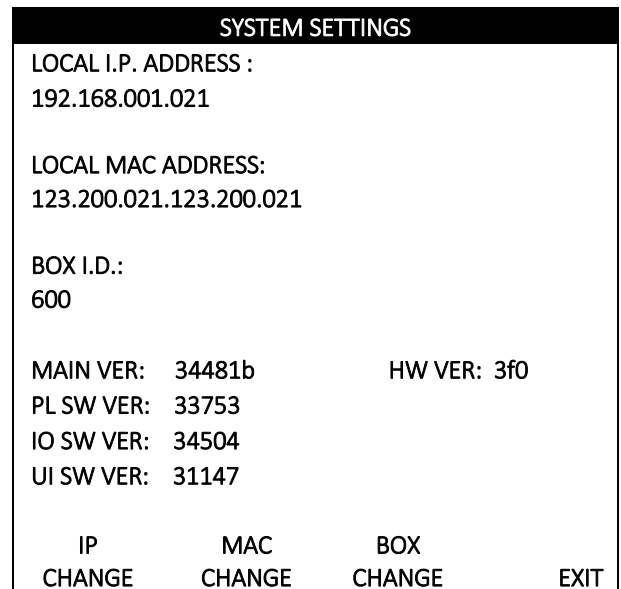 SYSTEM SETTINGS
LOCAL I.P. ADDRESS :
192.168.001.021
LOCAL MAC ADDRESS:
123.200.021.123.200.021
BOX I.D.:
600
MAIN VER: 34481b HW VER: 3f0
PL SW VER: 33753
IO SW VER: 34504
UI SW VER: 31147
IP MAC BOX
CHANGE CHANGE CHANGE EXIT